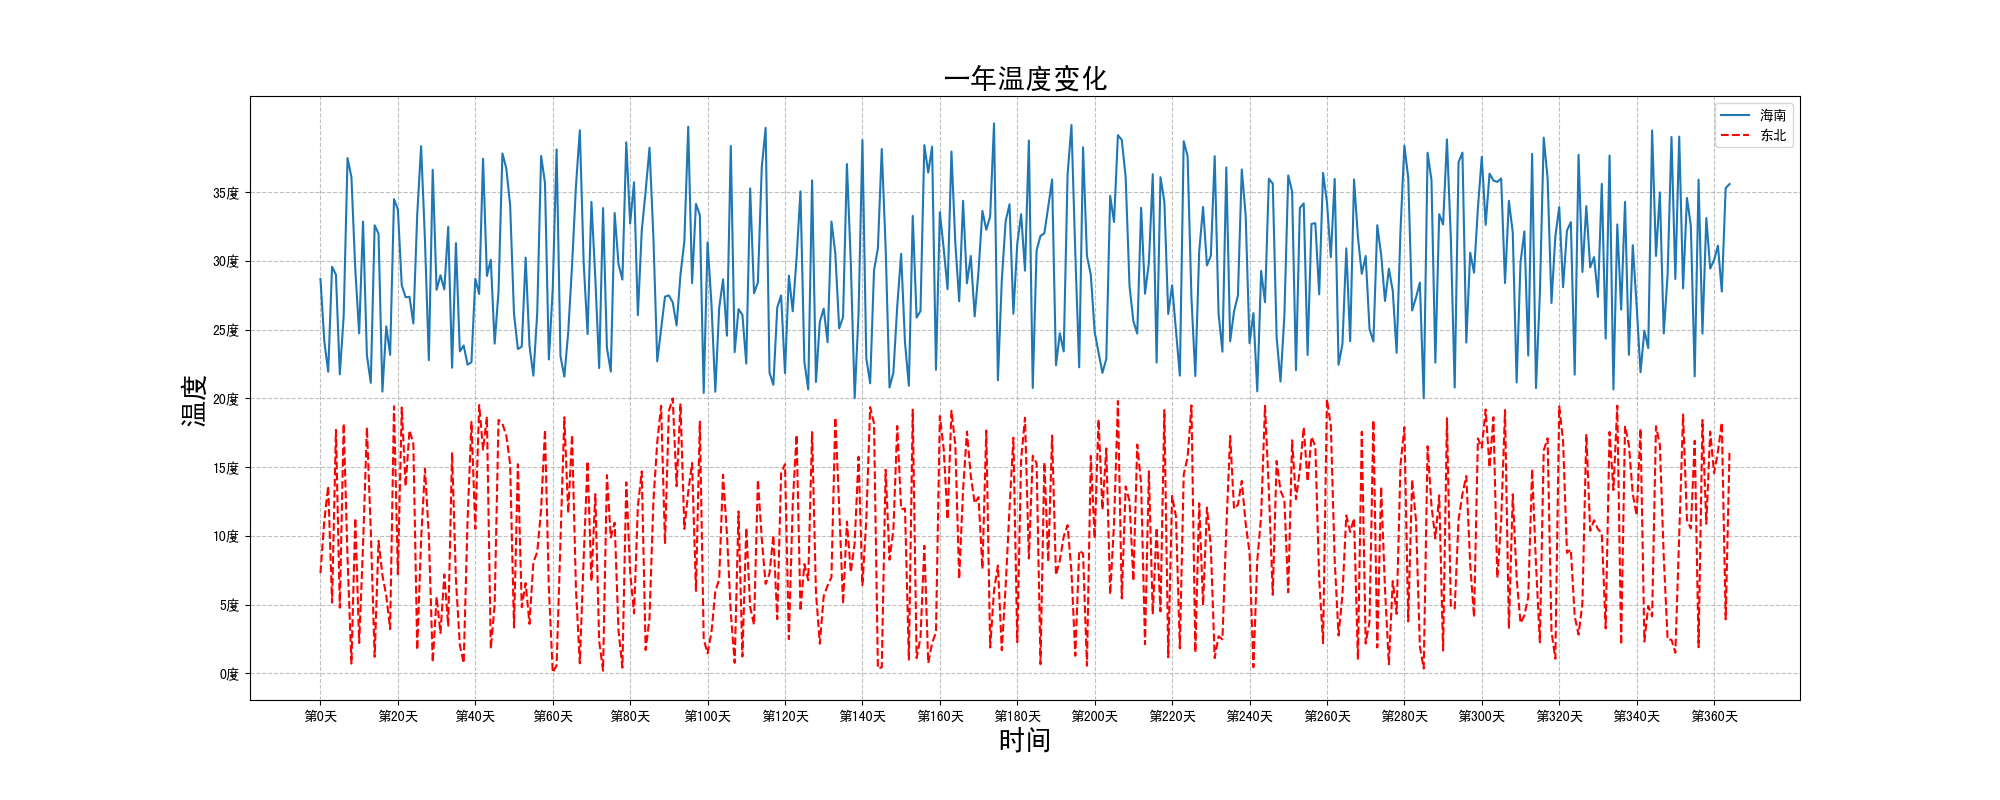 一年温度变化
海南
东北
35度
30度
25度
20度
15度
10度
5度
0度
温度
第0天 第20天 第40天 第60天 第80天 第100天 第120天 第140天 第160天 第180天 第200天 第220天 第240天 第260天 第280天 第300天 第320天 第340天 第360天
时间